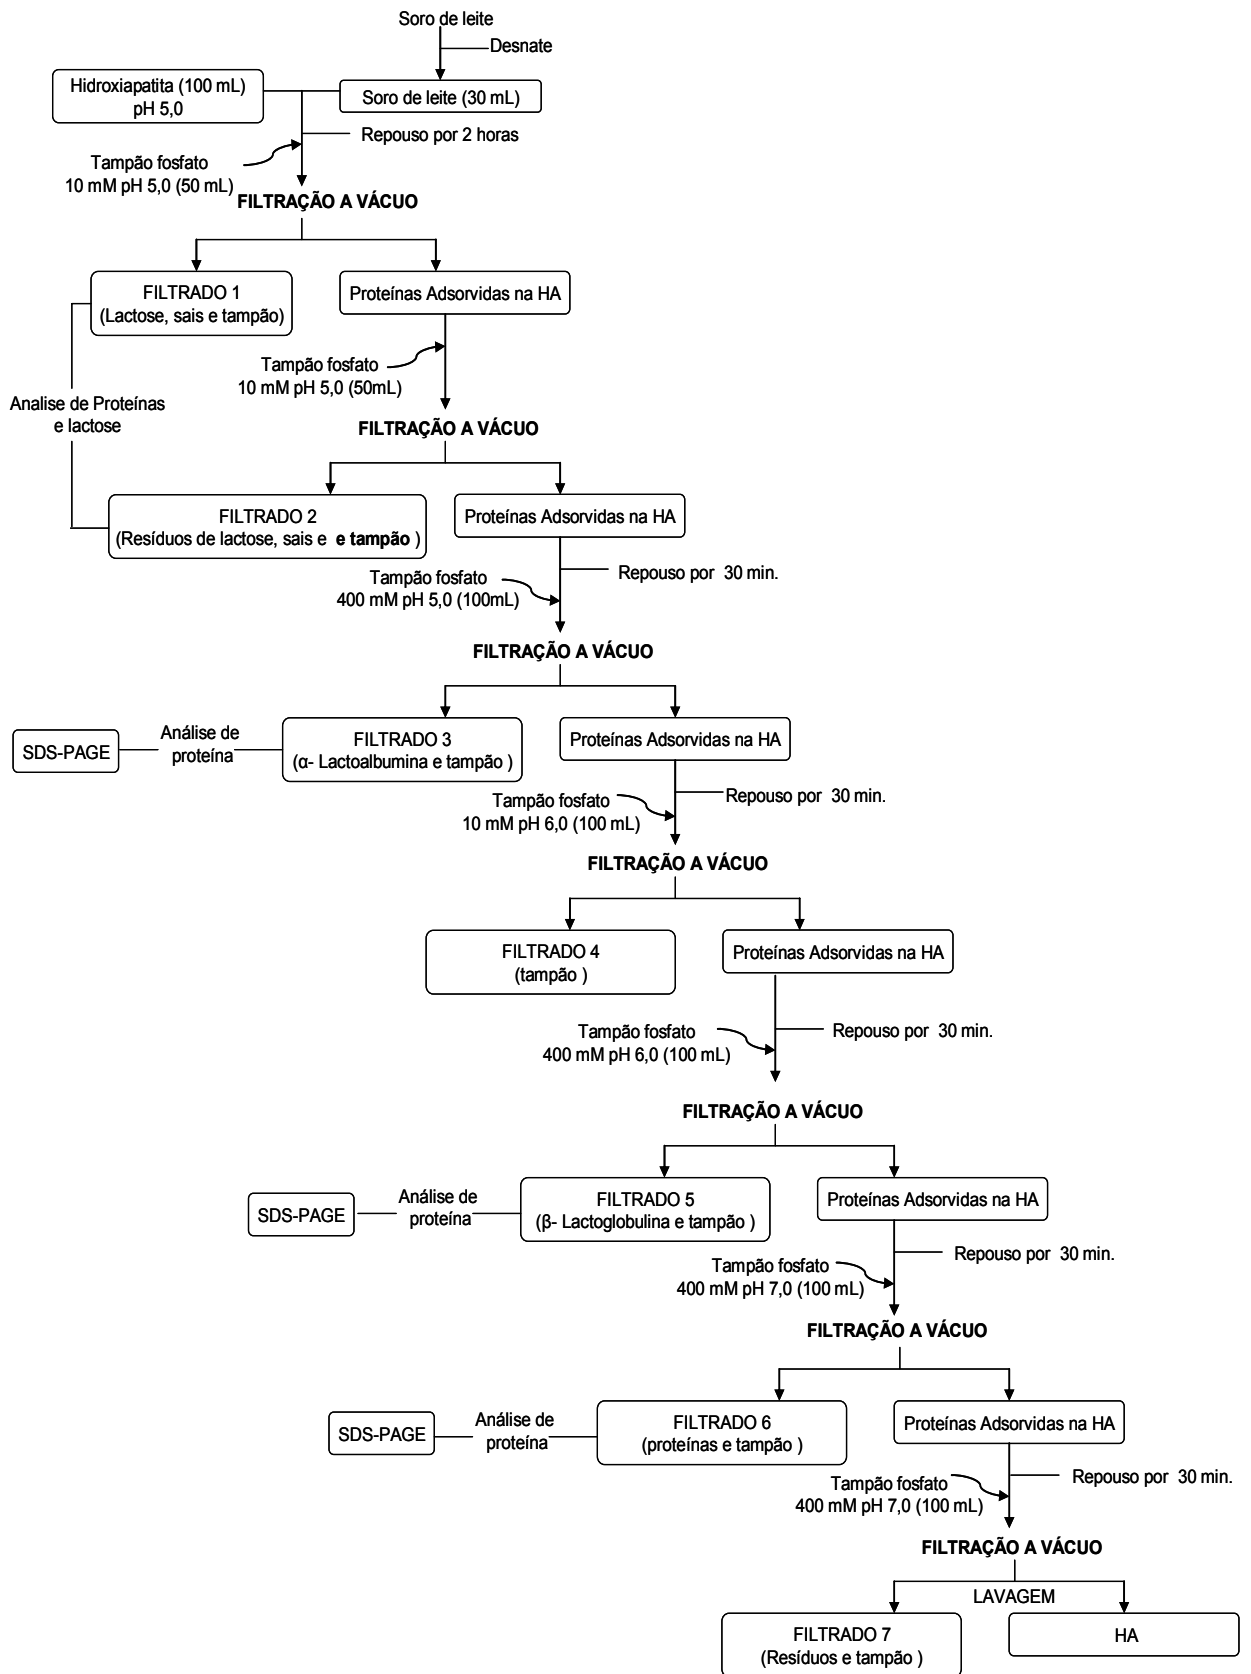 Soro de leite
Desnate
Hidroxiapatita (100 mL)
pH 5,0
Soro de leite (30 mL)
Repouso por 2 horas
Tampão fosfato
10 mM pH 5,0 (50 mL)
FILTRAÇÃO A VÁCUO
FILTRADO 1
(Lactose, sais e tampão)
Proteínas Adsorvidas na HA
Tampão fosfato
10 mM pH 5,0 (50mL)
Analise de Proteínas
e lactose
FILTRAÇÃO A VÁCUO
FILTRADO 2
(Resíduos de lactose, sais e e tampão )
Proteínas Adsorvidas na HA
Repouso por 30 min.
Tampão fosfato
400 mM pH 5,0 (100mL)
FILTRAÇÃO A VÁCUO
SDS-PAGE
Análise de
proteína
FILTRADO 3
(α- Lactoalbumina e tampão )
Proteínas Adsorvidas na HA
Repouso por 30 min.
Tampão fosfato
10 mM pH 6,0 (100 mL)
FILTRAÇÃO A VÁCUO
FILTRADO 4
(tampão )
Proteínas Adsorvidas na HA
Repouso por 30 min.
Tampão fosfato
400 mM pH 6,0 (100 mL)
FILTRAÇÃO A VÁCUO
SDS-PAGE
Análise de
proteína
FILTRADO 5
(β- Lactoglobulina e tampão )
Proteínas Adsorvidas na HA
Repouso por 30 min.
Tampão fosfato
400 mM pH 7,0 (100 mL)
FILTRAÇÃO A VÁCUO
SDS-PAGE
Análise de
proteína
FILTRADO 6
(proteínas e tampão )
Proteínas Adsorvidas na HA
Repouso por 30 min.
Tampão fosfato
400 mM pH 7,0 (100 mL)
FILTRAÇÃO A VÁCUO
LAVAGEM
FILTRADO 7
(Resíduos e tampão )
HA